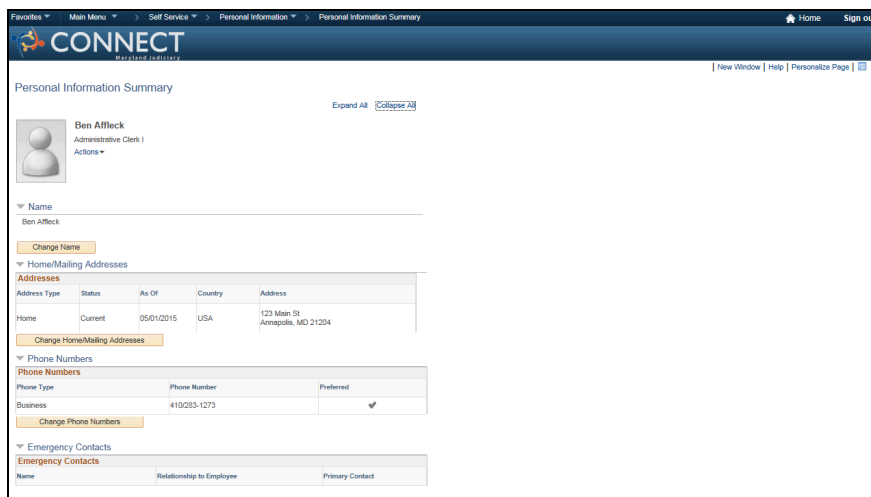 Favorites Main Menu > Self Service > Personal Information > Personal Information Summary Home Sign ou
CONNECT
Maryland Judiciary
New Window | Help | Personalize Page |
Personal Information Summary
Expand All Collapse All
Ben Affleck
Administrative Clerk I
Actions
Name
Ben Affleck
Change Name
Home/Mailing Addresses
Addresses
Address Type Status As Of Country Address
Home Current 05/01/2015 USA 123 Main St
Annapolis, MD 21204
Change Home/Mailing Addresses
Phone Numbers
Phone Numbers
Phone Type Phone Number Preferred
Business 410/283-1273
Change Phone Numbers
Emergency Contacts
Emergency Contacts
Name Relationship to Employee Primary Contact